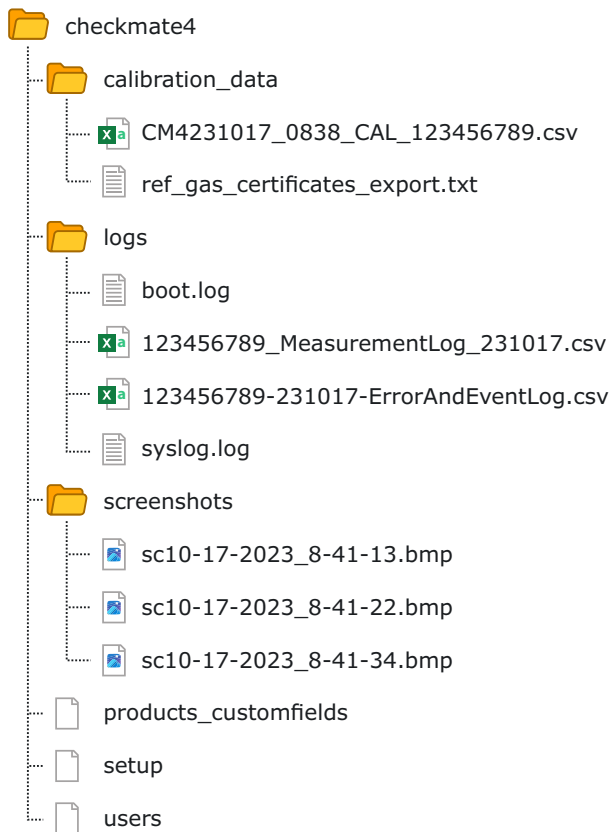 checkmate4
calibration_data
CM4231017_0838_CAL_123456789.csv
ref_gas_certificates_export.txt
logs
boot.log
123456789_MeasurementLog_231017.csv
123456789-231017-ErrorAndEventLog.csv
syslog.log
screenshots
sc10-17-2023_8-41-13.bmp
sc10-17-2023_8-41-22.bmp
sc10-17-2023_8-41-34.bmp
products_customfields
setup
users